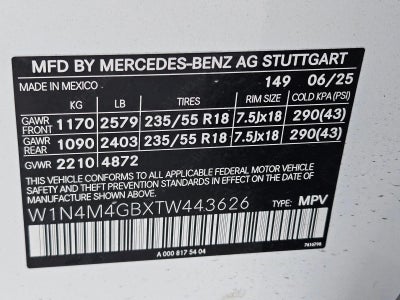 MFD BY MERCEDES-BENZ AG STUTTGART
MADE IN MEXICO 149 06/25
KG LB TIRES RIM SIZE COLD KPA (PSI)
GAWR FRONT 1170 2579 235/55 R18 7.5Jx18 290(43)
GAWR REAR 1090 2403 235/55 R18 7.5Jx18 290(43)
GVWR 2210 4872
THIS VEHICLE CONFORMS TO ALL APPLICABLE FEDERAL MOTOR VEHICLE
SAFETY AND THEFT PREVENTION STANDARDS IN EFFECT ON THE DATE OF
MANUFACTURE SHOWN ABOVE.
W1N4M4GBXTW443626 TYPE: MPV
A 000 817 54 04